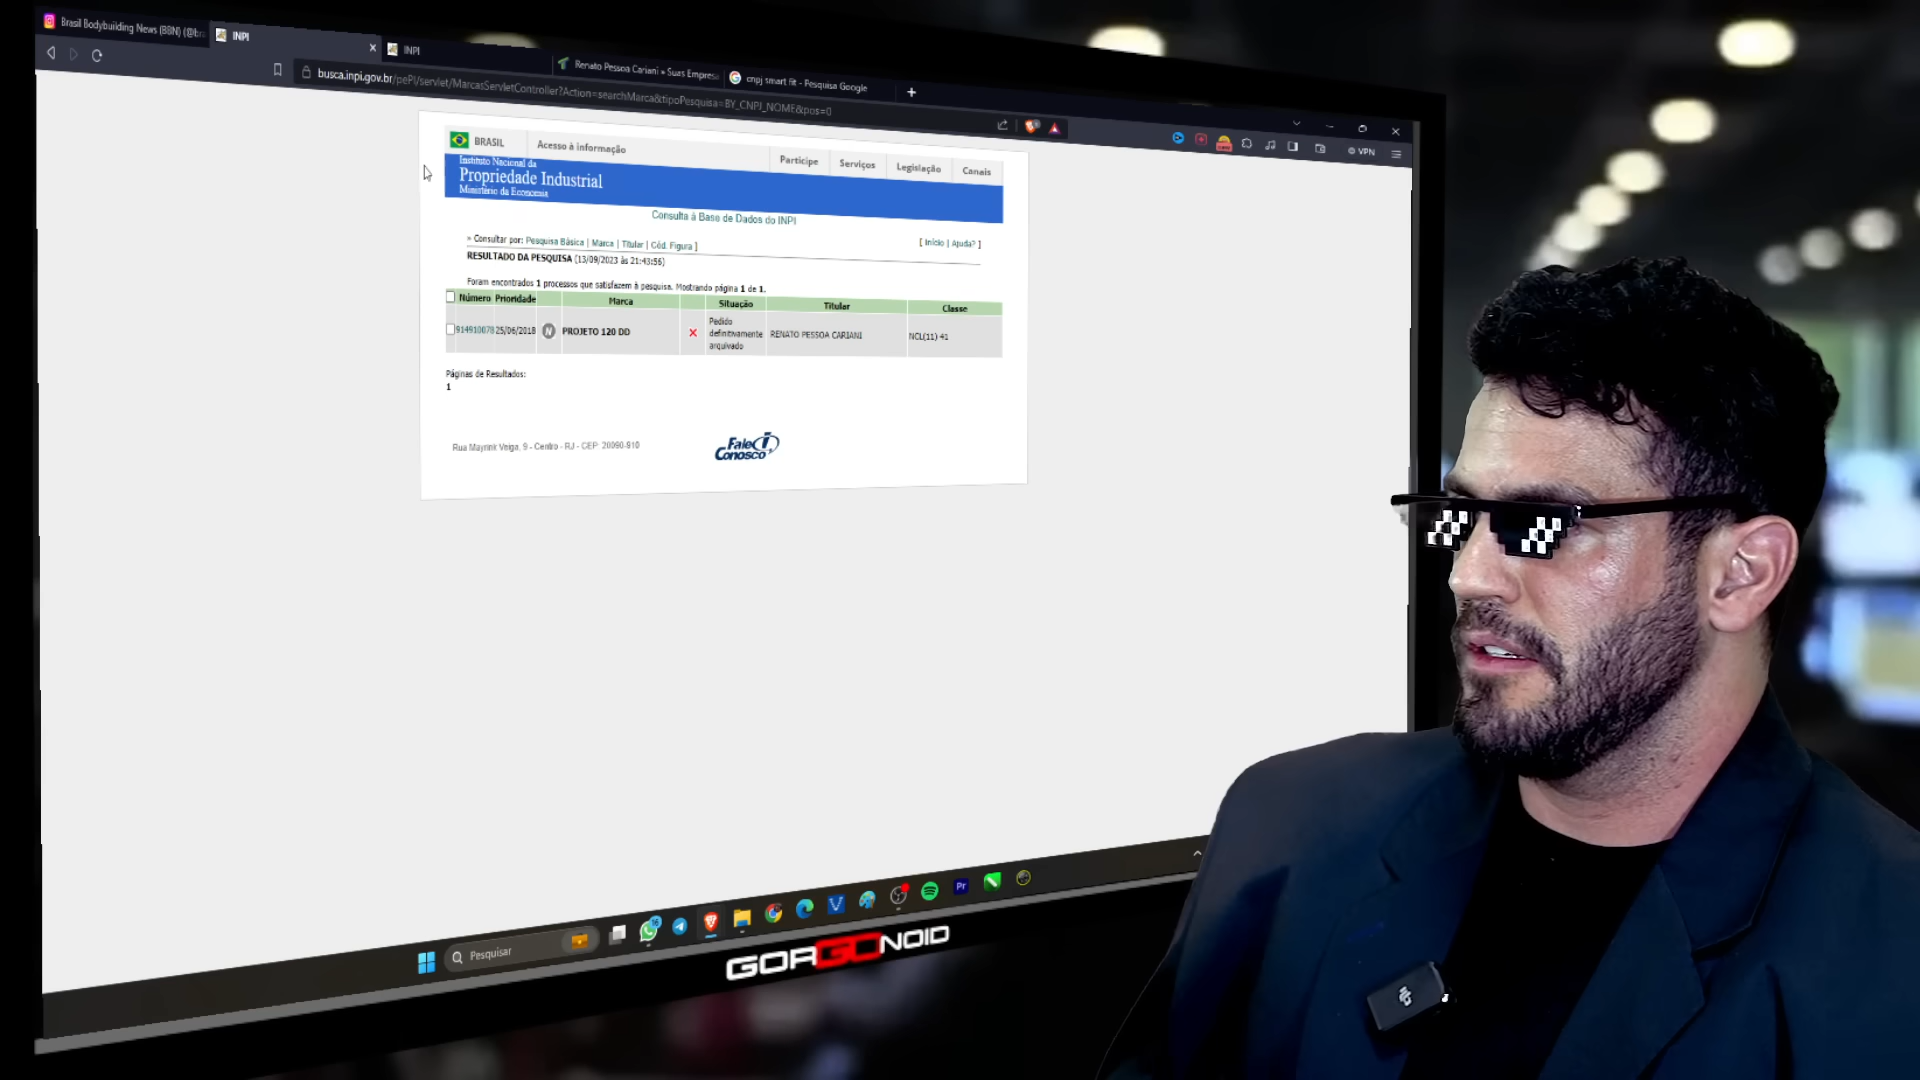 Brasil Bodybuilding News (BBN) (@bra
INPI
INPI
Renato Pessoa Cariani » Suas Empresa
cnpj smart fit - Pesquisa Google
busca.inpi.gov.br/pePI/servlet/MarcasServletController?Action=searchMarca&tipoPesquisa=BY_CNPJ_NOME&pos=0
VPN
BRASIL
Acesso à informação
Participe
Serviços
Legislação
Canais
Instituto Nacional da
Propriedade Industrial
Ministério da Economia
Consulta à Base de Dados do INPI
[ Início | Ajuda? ]
» Consultar por: Pesquisa Básica | Marca | Titular | Cód. Figura ]
RESULTADO DA PESQUISA (13/09/2023 às 21:43:56)
Foram encontrados 1 processos que satisfazem à pesquisa. Mostrando página 1 de 1.
Número Prioridade Marca Situação Titular Classe
914910078 25/06/2018 N PROJETO 120 DD Pedido definitivamente arquivado RENATO PESSOA CARIANI NCL(11) 41
Páginas de Resultados:
1
Rua Mayrink Veiga, 9 - Centro - RJ - CEP: 20090-910
Fale Conosco
Pesquisar
Pr
GORGONOID